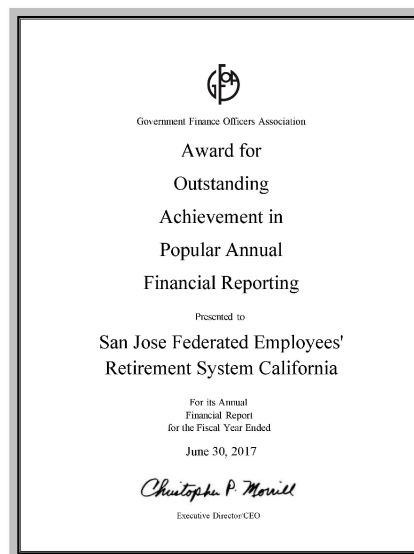 GFOA
Government Finance Officers Association
Award for
Outstanding
Achievement in
Popular Annual
Financial Reporting
Presented to
San Jose Federated Employees'
Retirement System California
For its Annual
Financial Report
for the Fiscal Year Ended
June 30, 2017
Christopher P. Morrill
Executive Director/CEO